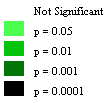 Not Significant
p = 0.05
p = 0.01
p = 0.001
p = 0.0001